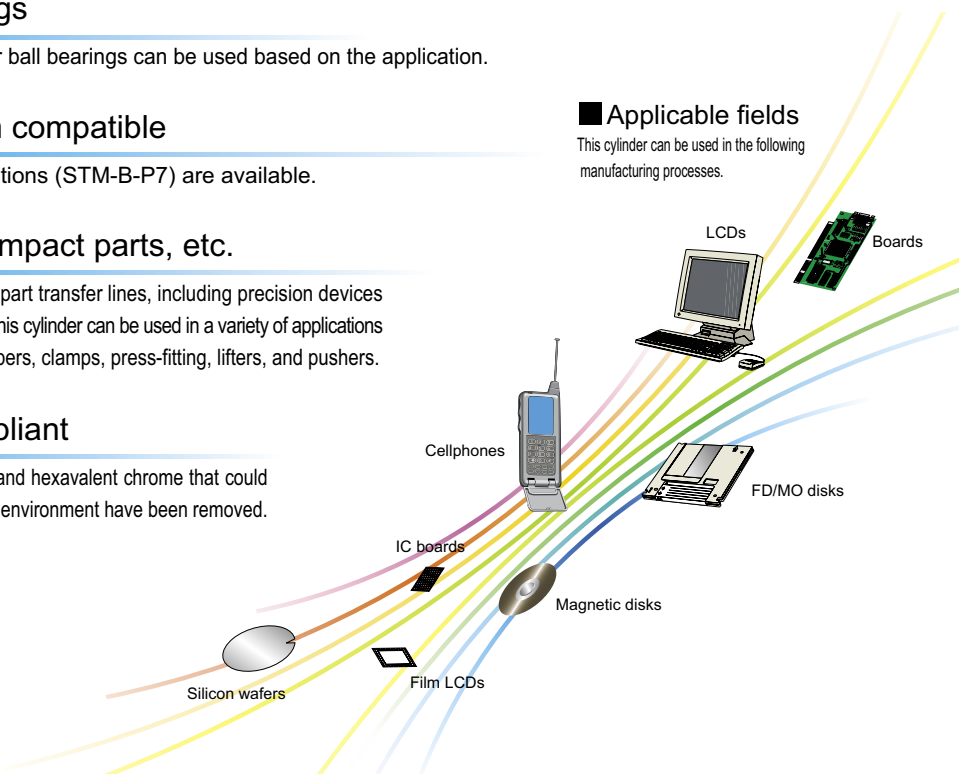 gs
ball bearings can be used based on the application.
compatible
tions (STM-B-P7) are available.
mpact parts, etc.
part transfer lines, including precision devices
his cylinder can be used in a variety of applications
pers, clamps, press-fitting, lifters, and pushers.
pliant
and hexavalent chrome that could
environment have been removed.
Applicable fields
This cylinder can be used in the following
manufacturing processes.
LCDs
Boards
Cellphones
FD/MO disks
IC boards
Magnetic disks
Film LCDs
Silicon wafers